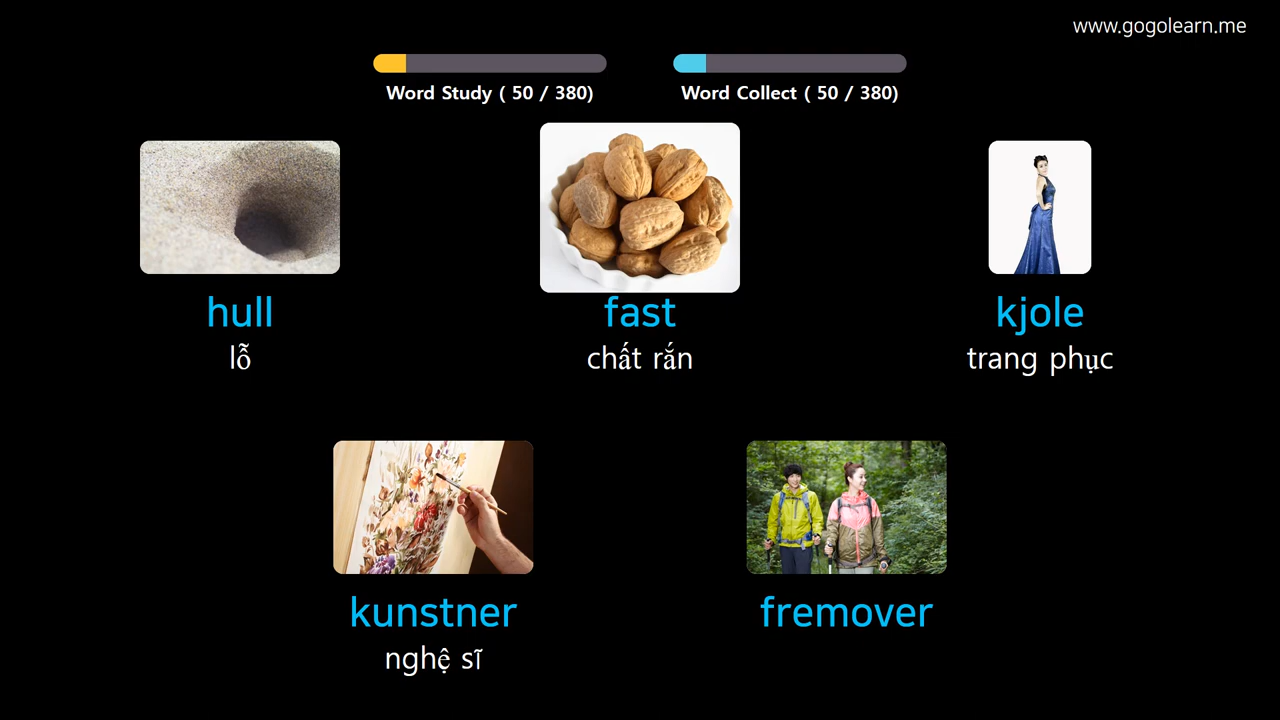 www.gogolearn.me
Word Study ( 50 / 380)
Word Collect ( 50 / 380)
hull
lỗ
fast
chất rắn
kjole
trang phục
kunstner
nghệ sĩ
fremover